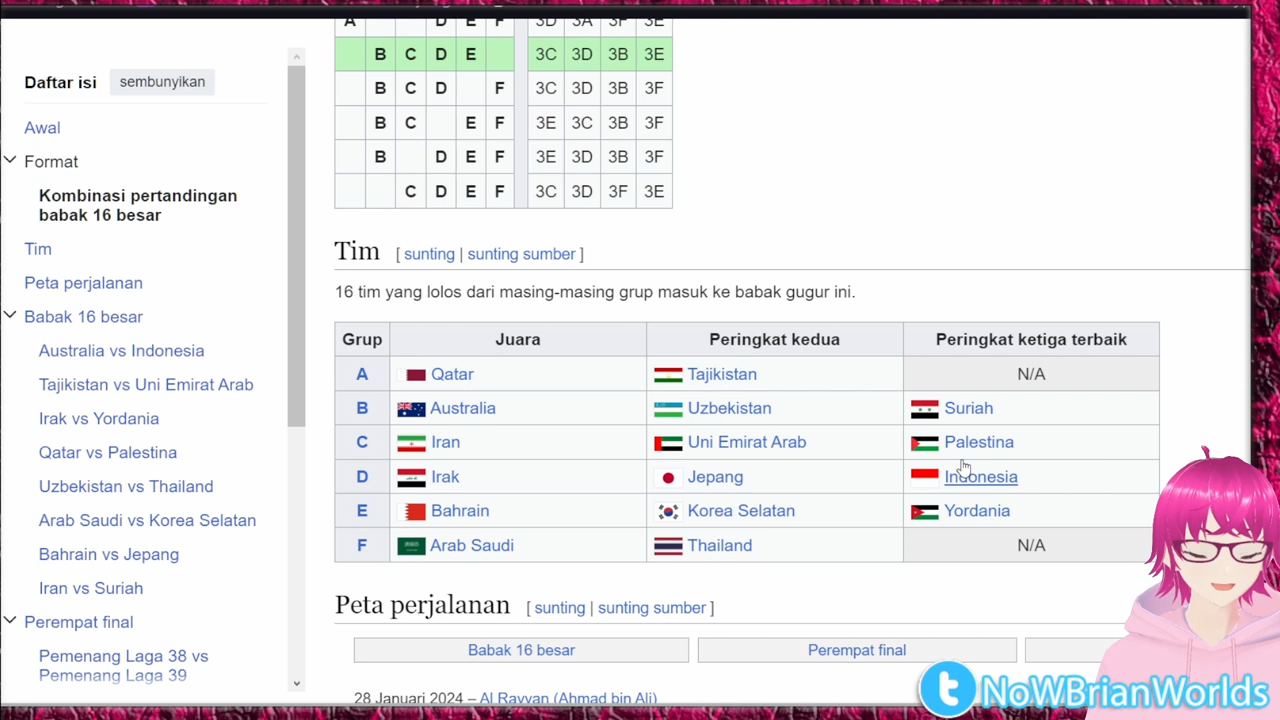 Daftar isi sembunyikan
Awal
Format
Kombinasi pertandingan
babak 16 besar
Tim
Peta perjalanan
Babak 16 besar
Australia vs Indonesia
Tajikistan vs Uni Emirat Arab
Irak vs Yordania
Qatar vs Palestina
Uzbekistan vs Thailand
Arab Saudi vs Korea Selatan
Bahrain vs Jepang
Iran vs Suriah
Perempat final
Pemenang Laga 38 vs
Pemenang Laga 39
A D E F 3D 3A 3F 3E
B C D E 3C 3D 3B 3E
B C D F 3C 3D 3B 3F
B C E F 3E 3C 3B 3F
B D E F 3E 3D 3B 3F
C D E F 3C 3D 3F 3E
Tim [ sunting | sunting sumber ]
16 tim yang lolos dari masing-masing grup masuk ke babak gugur ini.
Grup Juara Peringkat kedua Peringkat ketiga terbaik
A Qatar Tajikistan N/A
B Australia Uzbekistan Suriah
C Iran Uni Emirat Arab Palestina
D Irak Jepang Indonesia
E Bahrain Korea Selatan Yordania
F Arab Saudi Thailand N/A
Peta perjalanan [ sunting | sunting sumber ]
Babak 16 besar Perempat final
28 Januari 2024 – Al Rayyan (Ahmad bin Ali)
NoWBrianWorlds